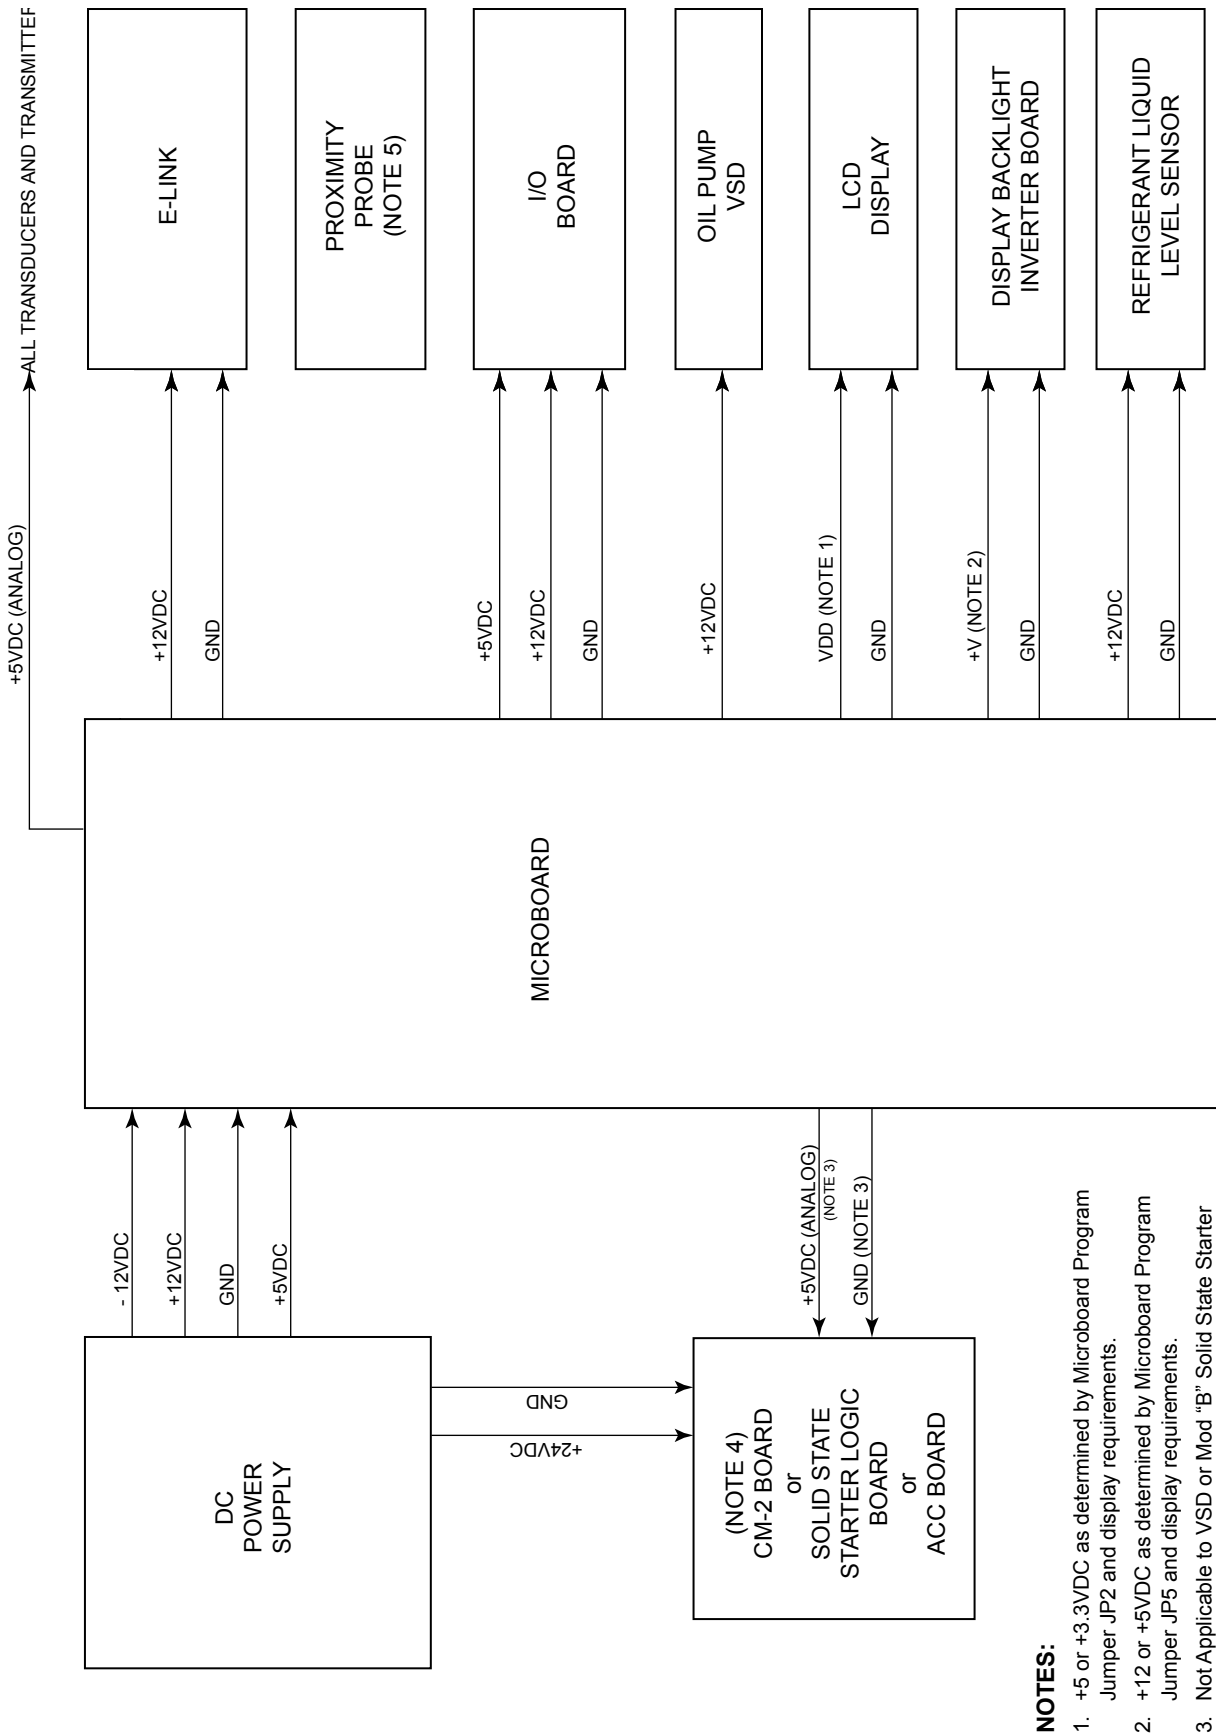 DC
POWER
SUPPLY
- 12VDC
+12VDC
GND
+5VDC
+24VDC
GND
(NOTE 4)
CM-2 BOARD
or
SOLID STATE
STARTER LOGIC
BOARD
or
ACC BOARD
+5VDC (ANALOG)
(NOTE 3)
GND (NOTE 3)
MICROBOARD
+5VDC (ANALOG)
ALL TRANSDUCERS AND TRANSMITTER
+12VDC
GND
E-LINK
PROXIMITY
PROBE
(NOTE 5)
+5VDC
+12VDC
GND
I/O
BOARD
+12VDC
OIL PUMP
VSD
VDD (NOTE 1)
GND
LCD
DISPLAY
+V (NOTE 2)
GND
DISPLAY BACKLIGHT
INVERTER BOARD
+12VDC
GND
REFRIGERANT LIQUID
LEVEL SENSOR
NOTES:
1. +5 or +3.3VDC as determined by Microboard Program
Jumper JP2 and display requirements.
2. +12 or +5VDC as determined by Microboard Program
Jumper JP5 and display requirements.
3. Not Applicable to VSD or Mod “B” Solid State Starter